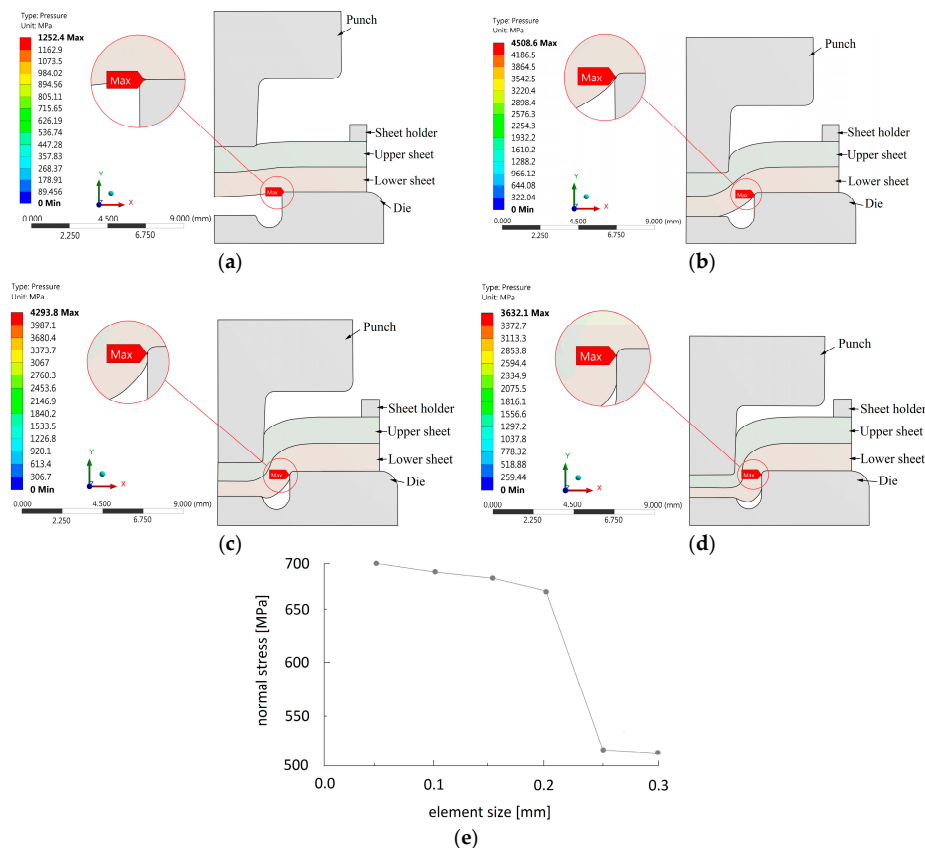 Type: Pressure
Unit: MPa
1252.4 Max
1162.9
1073.5
984.02
894.56
805.11
715.65
626.19
536.74
447.28
357.83
268.37
178.91
89.456
0 Min
Max
Max
Punch
Sheet holder
Upper sheet
Lower sheet
Die
Y
Z
X
0.000
4.500
9.000 (mm)
2.250
6.750
(a)
Type: Pressure
Unit: MPa
4508.6 Max
4186.5
3864.5
3542.5
3220.4
2898.4
2576.3
2254.3
1932.2
1610.2
1288.2
966.12
644.08
322.04
0 Min
Max
Max
Punch
Sheet holder
Upper sheet
Lower sheet
Die
Y
Z
X
0.000
4.500
9.000 (mm)
2.250
6.750
(b)
Type: Pressure
Unit: MPa
4293.8 Max
3987.1
3680.4
3373.7
3067
2760.3
2453.6
2146.9
1840.2
1533.5
1226.8
920.1
613.4
306.7
0 Min
Max
Max
Punch
Sheet holder
Upper sheet
Lower sheet
Die
Y
Z
X
0.000
4.500
9.000 (mm)
2.250
6.750
(c)
Type: Pressure
Unit: MPa
3632.1 Max
3372.7
3113.3
2853.8
2594.4
2334.9
2075.5
1816.1
1556.6
1297.2
1037.8
778.32
518.88
259.44
0 Min
Max
Max
Punch
Sheet holder
Upper sheet
Lower sheet
Die
Y
Z
X
0.000
4.500
9.000 (mm)
2.250
6.750
(d)
normal stress [MPa]
700
650
600
550
500
0.0
0.1
0.2
0.3
element size [mm]
(e)